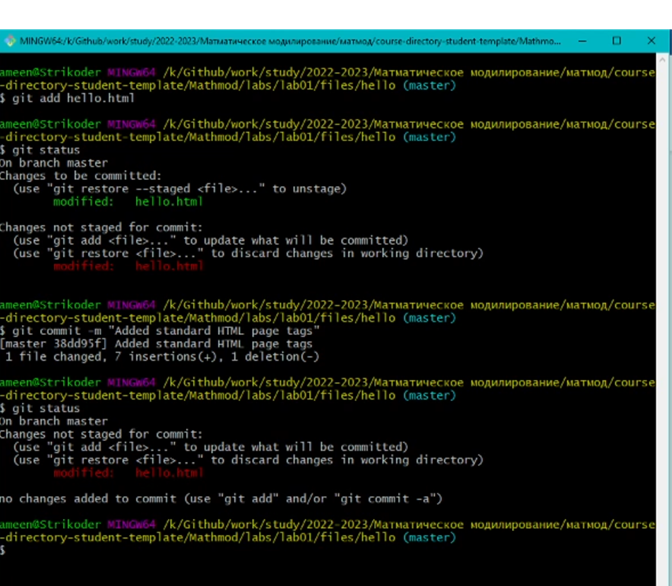 MINGW64:/k/Github/work/study/2022-2023/Матматическое модилирование/матмод/course-directory-student-template/Mathmo...
ameen@Strikoder MINGW64 /k/Github/work/study/2022-2023/Матматическое модилирование/матмод/course
-directory-student-template/Mathmod/labs/lab01/files/hello (master)
$ git add hello.html
ameen@Strikoder MINGW64 /k/Github/work/study/2022-2023/Матматическое модилирование/матмод/course
-directory-student-template/Mathmod/labs/lab01/files/hello (master)
$ git status
On branch master
Changes to be committed:
(use "git restore --staged <file>..." to unstage)
modified: hello.html
Changes not staged for commit:
(use "git add <file>..." to update what will be committed)
(use "git restore <file>..." to discard changes in working directory)
modified: hello.html
ameen@Strikoder MINGW64 /k/Github/work/study/2022-2023/Матматическое модилирование/матмод/course
-directory-student-template/Mathmod/labs/lab01/files/hello (master)
$ git commit -m "Added standard HTML page tags"
[master 38dd95f] Added standard HTML page tags
1 file changed, 7 insertions(+), 1 deletion(-)
ameen@Strikoder MINGW64 /k/Github/work/study/2022-2023/Матматическое модилирование/матмод/course
-directory-student-template/Mathmod/labs/lab01/files/hello (master)
$ git status
On branch master
Changes not staged for commit:
(use "git add <file>..." to update what will be committed)
(use "git restore <file>..." to discard changes in working directory)
modified: hello.html
no changes added to commit (use "git add" and/or "git commit -a")
ameen@Strikoder MINGW64 /k/Github/work/study/2022-2023/Матматическое модилирование/матмод/course
-directory-student-template/Mathmod/labs/lab01/files/hello (master)
$